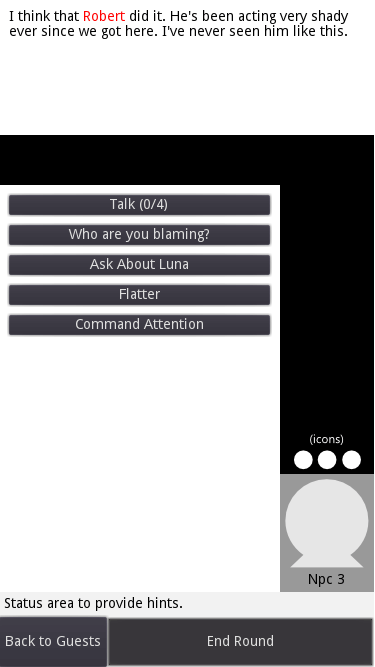 I think that Robert did it. He's been acting very shady
ever since we got here. I've never seen him like this.
Talk (0/4)
Who are you blaming?
Ask About Luna
Flatter
Command Attention
(icons)
Npc 3
Status area to provide hints.
Back to Guests
End Round